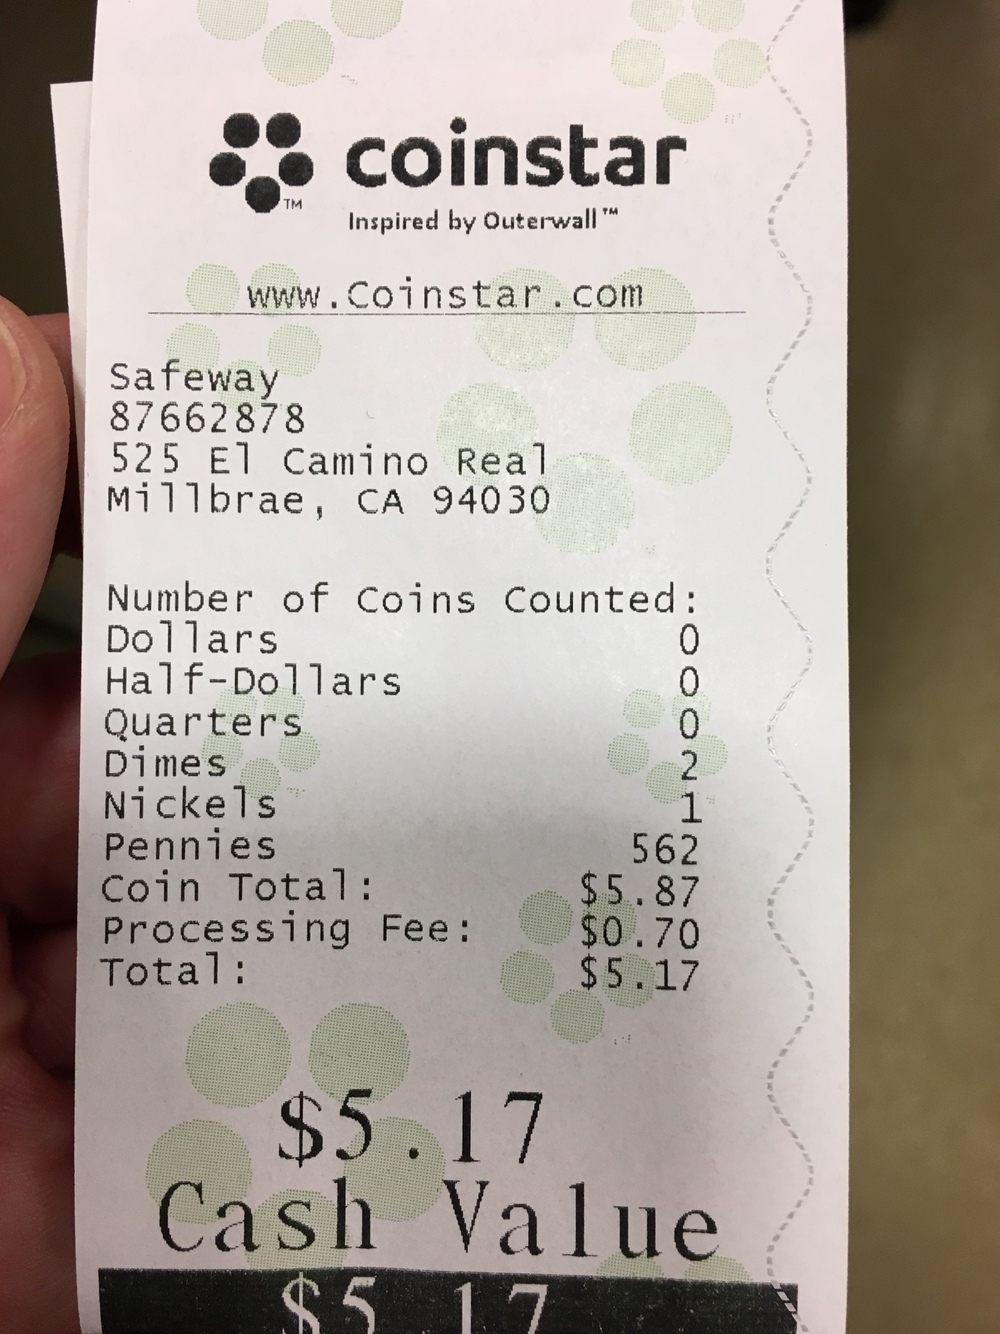 coinstar
TM
Inspired by Outerwall™
www.Coinstar.com
Safeway
87662878
525 El Camino Real
Millbrae, CA 94030
Number of Coins Counted:
Dollars 0
Half-Dollars 0
Quarters 0
Dimes 2
Nickels 1
Pennies 562
Coin Total: $5.87
Processing Fee: $0.70
Total: $5.17
$5.17
Cash Value
$5.17